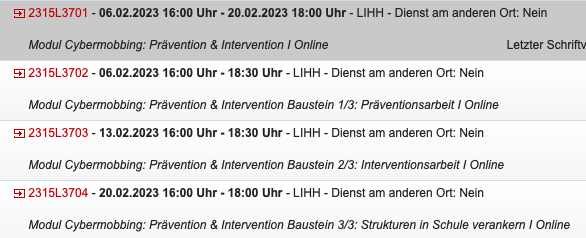 2315L3701 - 06.02.2023 16:00 Uhr - 20.02.2023 18:00 Uhr - LIHH - Dienst am anderen Ort: Nein
Modul Cybermobbing: Prävention & Intervention I Online Letzter Schriftv
2315L3702 - 06.02.2023 16:00 Uhr - 18:30 Uhr - LIHH - Dienst am anderen Ort: Nein
Modul Cybermobbing: Prävention & Intervention Baustein 1/3: Präventionsarbeit I Online
2315L3703 - 13.02.2023 16:00 Uhr - 18:30 Uhr - LIHH - Dienst am anderen Ort: Nein
Modul Cybermobbing: Prävention & Intervention Baustein 2/3: Interventionsarbeit I Online
2315L3704 - 20.02.2023 16:00 Uhr - 18:00 Uhr - LIHH - Dienst am anderen Ort: Nein
Modul Cybermobbing: Prävention & Intervention Baustein 3/3: Strukturen in Schule verankern I Online